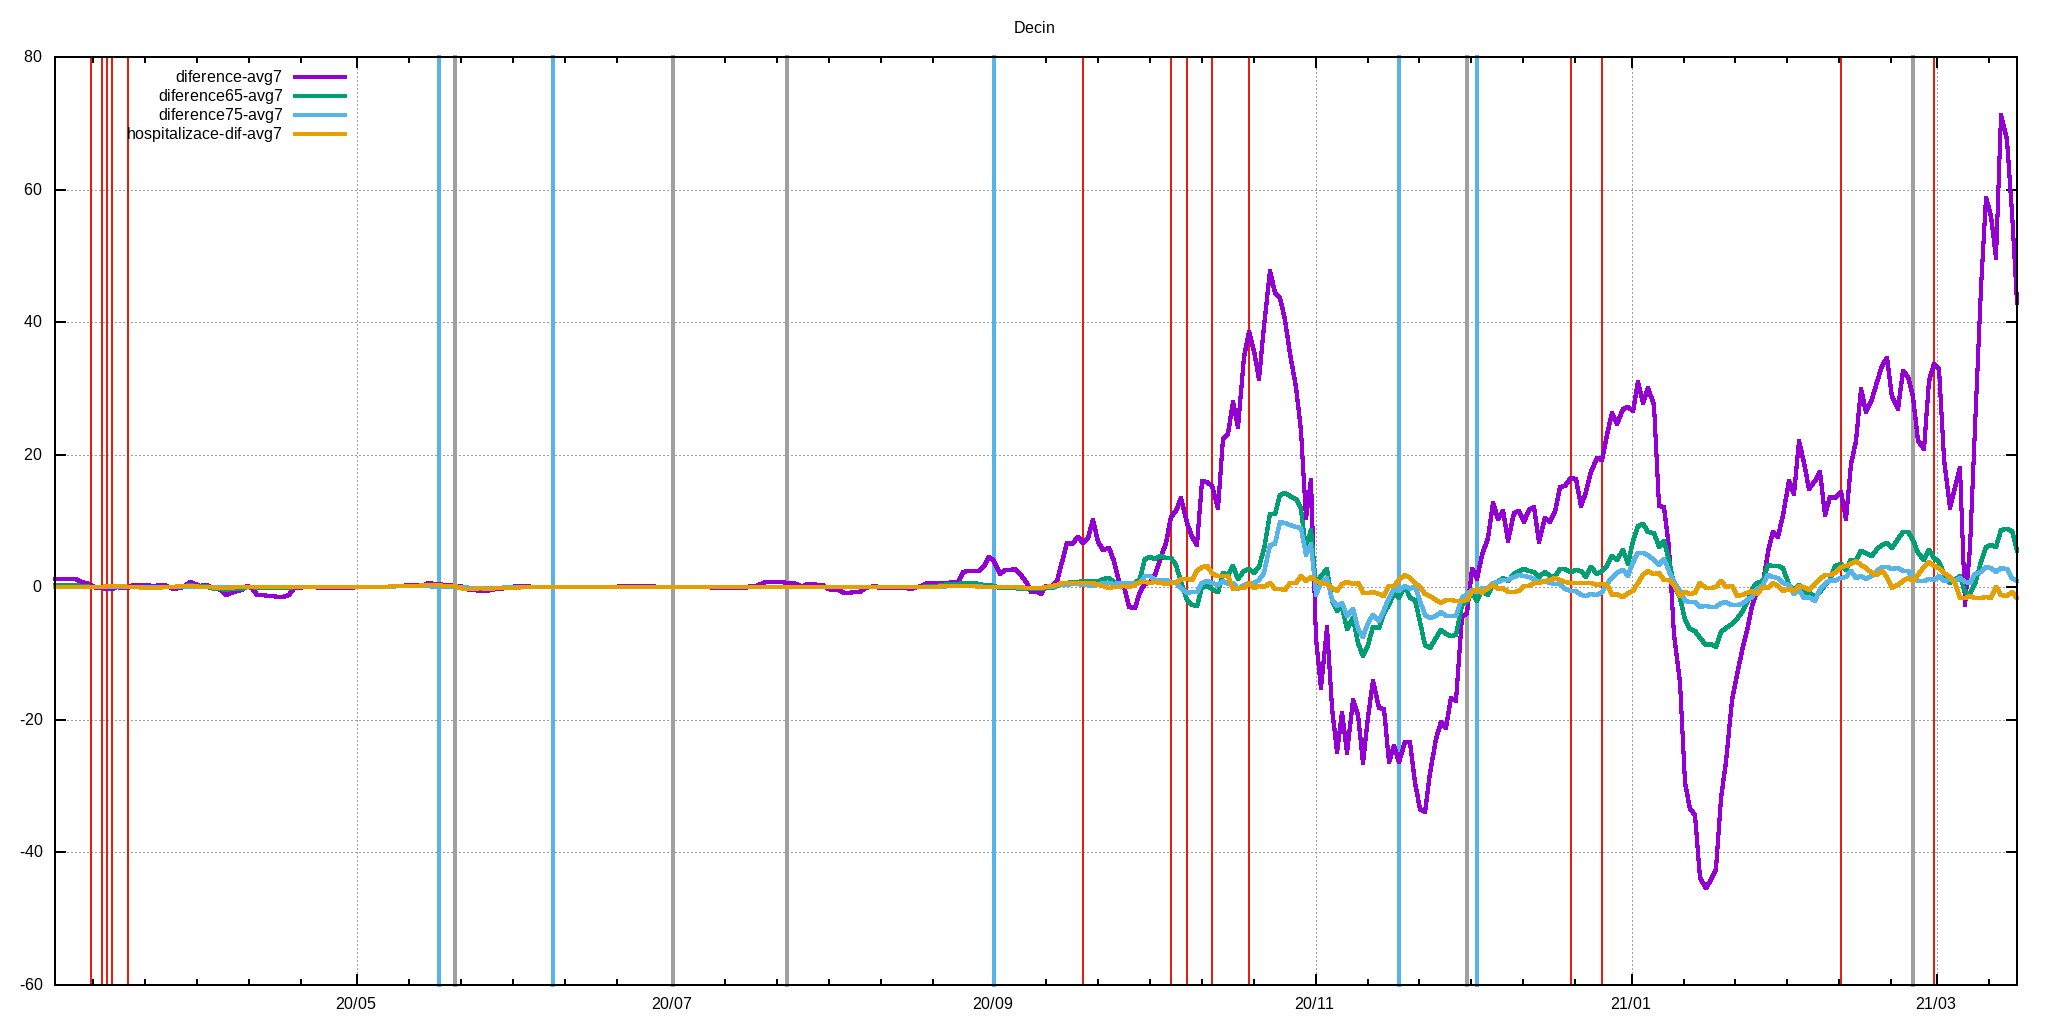 Decin
diference-avg7
diference65-avg7
diference75-avg7
hospitalizace-dif-avg7
80
60
40
20
0
-20
-40
-60
20/05 20/07 20/09 20/11 21/01 21/03